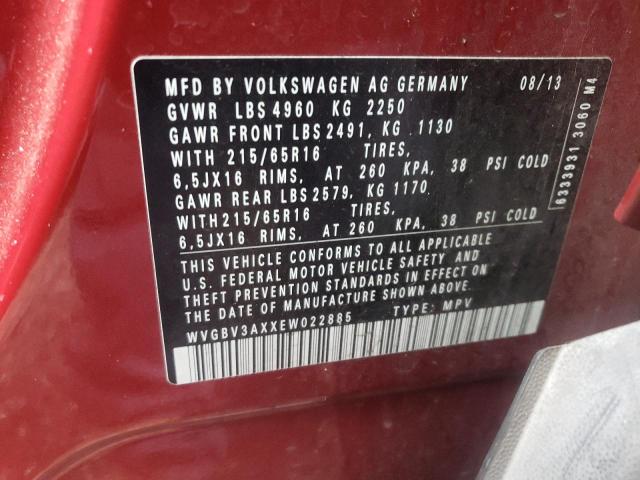 MFD BY VOLKSWAGEN AG GERMANY 08/13
GVWR LBS 4960 KG 2250
GAWR FRONT LBS 2491, KG 1130
WITH 215/65R16 TIRES,
6,5JX16 RIMS, AT 260 KPA, 38 PSI COLD
GAWR REAR LBS 2579, KG 1170,
WITH 215/65R16 TIRES,
6,5JX16 RIMS, AT 260 KPA, 38 PSI COLD
THIS VEHICLE CONFORMS TO ALL APPLICABLE
U.S. FEDERAL MOTOR VEHICLE SAFETY AND
THEFT PREVENTION STANDARDS IN EFFECT ON
THE DATE OF MANUFACTURE SHOWN ABOVE.
WVGBV3AXXEW022885 TYPE: MPV
6333931 3060 M4